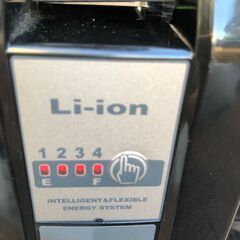 Li-ion
1 2 3 4
E F
INTELLIGENT&FLEXIBLE
ENERGY SYSTEM